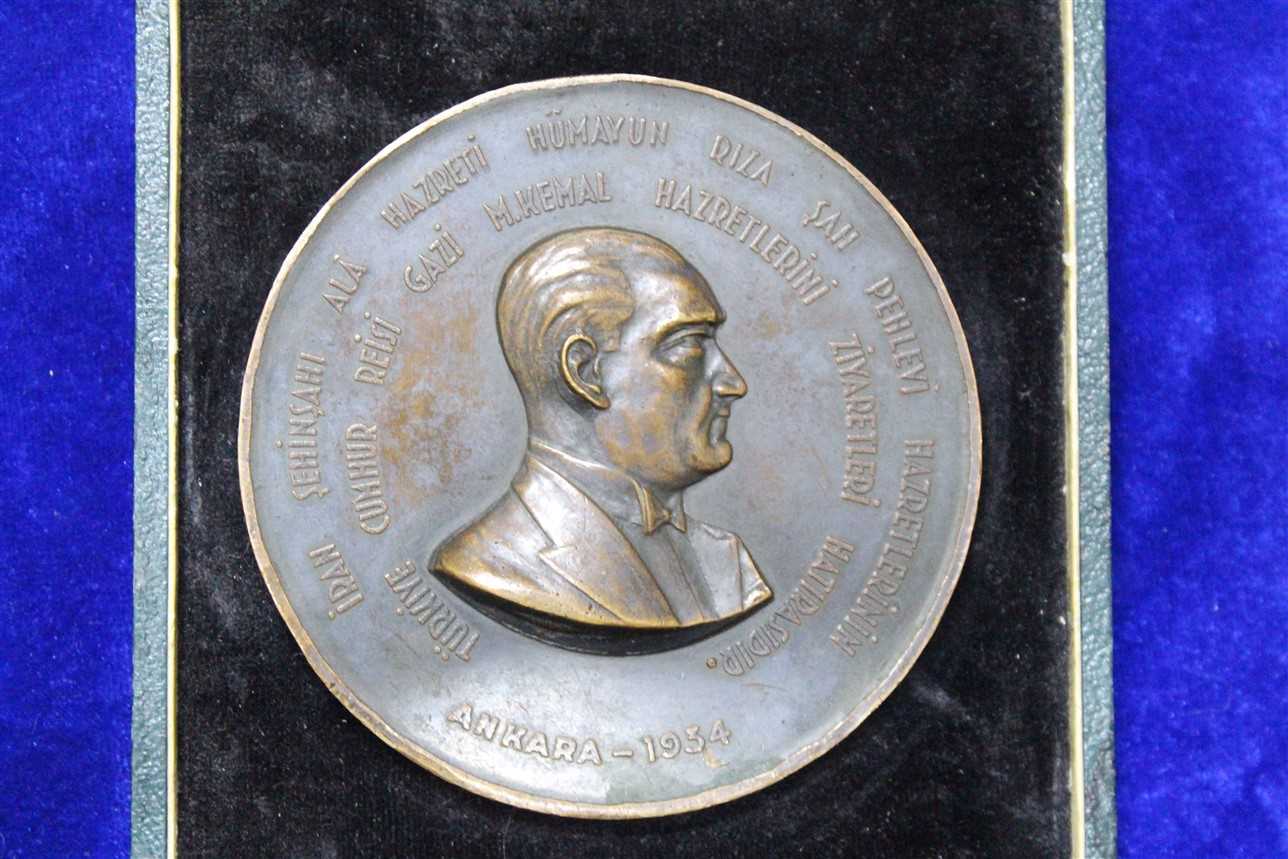 İRAN ŞEHİNŞAHI ALÂ HAZRETİ HÜMAYUN RIZA ŞAH PEHLEVİ HAZRETLERİNİN
TÜRKİYE CUMHUR REİSİ GAZİ M.KEMAL HAZRETLERİNİ ZİYARETLERİ HATIRASIDIR.
ANKARA - 1934